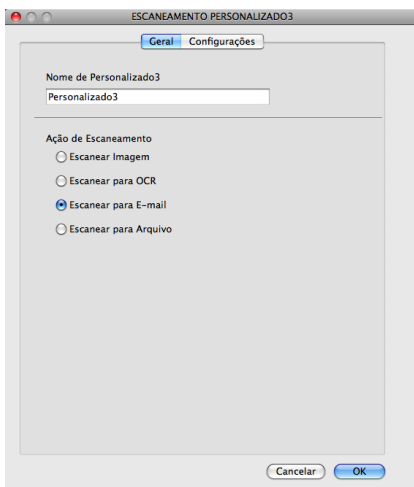 ESCANEAMENTO PERSONALIZADO3
Geral Configurações
Nome de Personalizado3
Personalizado3
Ação de Escaneamento
Escanear Imagem
Escanear para OCR
Escanear para E-mail
Escanear para Arquivo
Cancelar OK